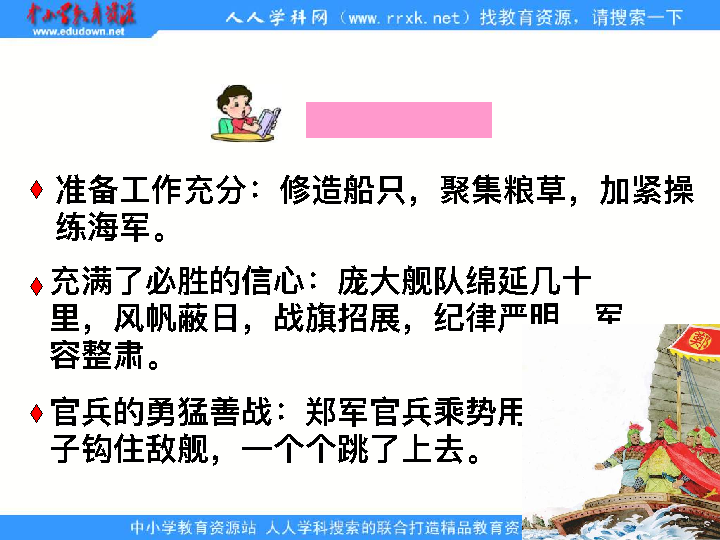 中小学教育资源
www.edudown.net
人人学科网（www.rrxk.net）找教育资源，请搜索一下
准备工作充分：修造船只，聚集粮草，加紧操
练海军。
充满了必胜的信心：庞大舰队绵延几十
里，风帆蔽日，战旗招展，纪律严明，军
容整肃。
官兵的勇猛善战：郑军官兵乘势用
子钩住敌舰，一个个跳了上去。
鄭
中小学教育资源站 人人学科搜索的联合打造精品教育资